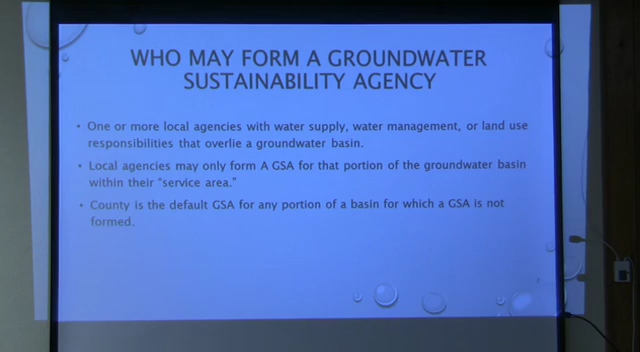 WHO MAY FORM A GROUNDWATER
SUSTAINABILITY AGENCY
• One or more local agencies with water supply, water management, or land use
responsibilities that overlie a groundwater basin.
• Local agencies may only form A GSA for that portion of the groundwater basin
within their "service area."
• County is the default GSA for any portion of a basin for which a GSA is not
formed.